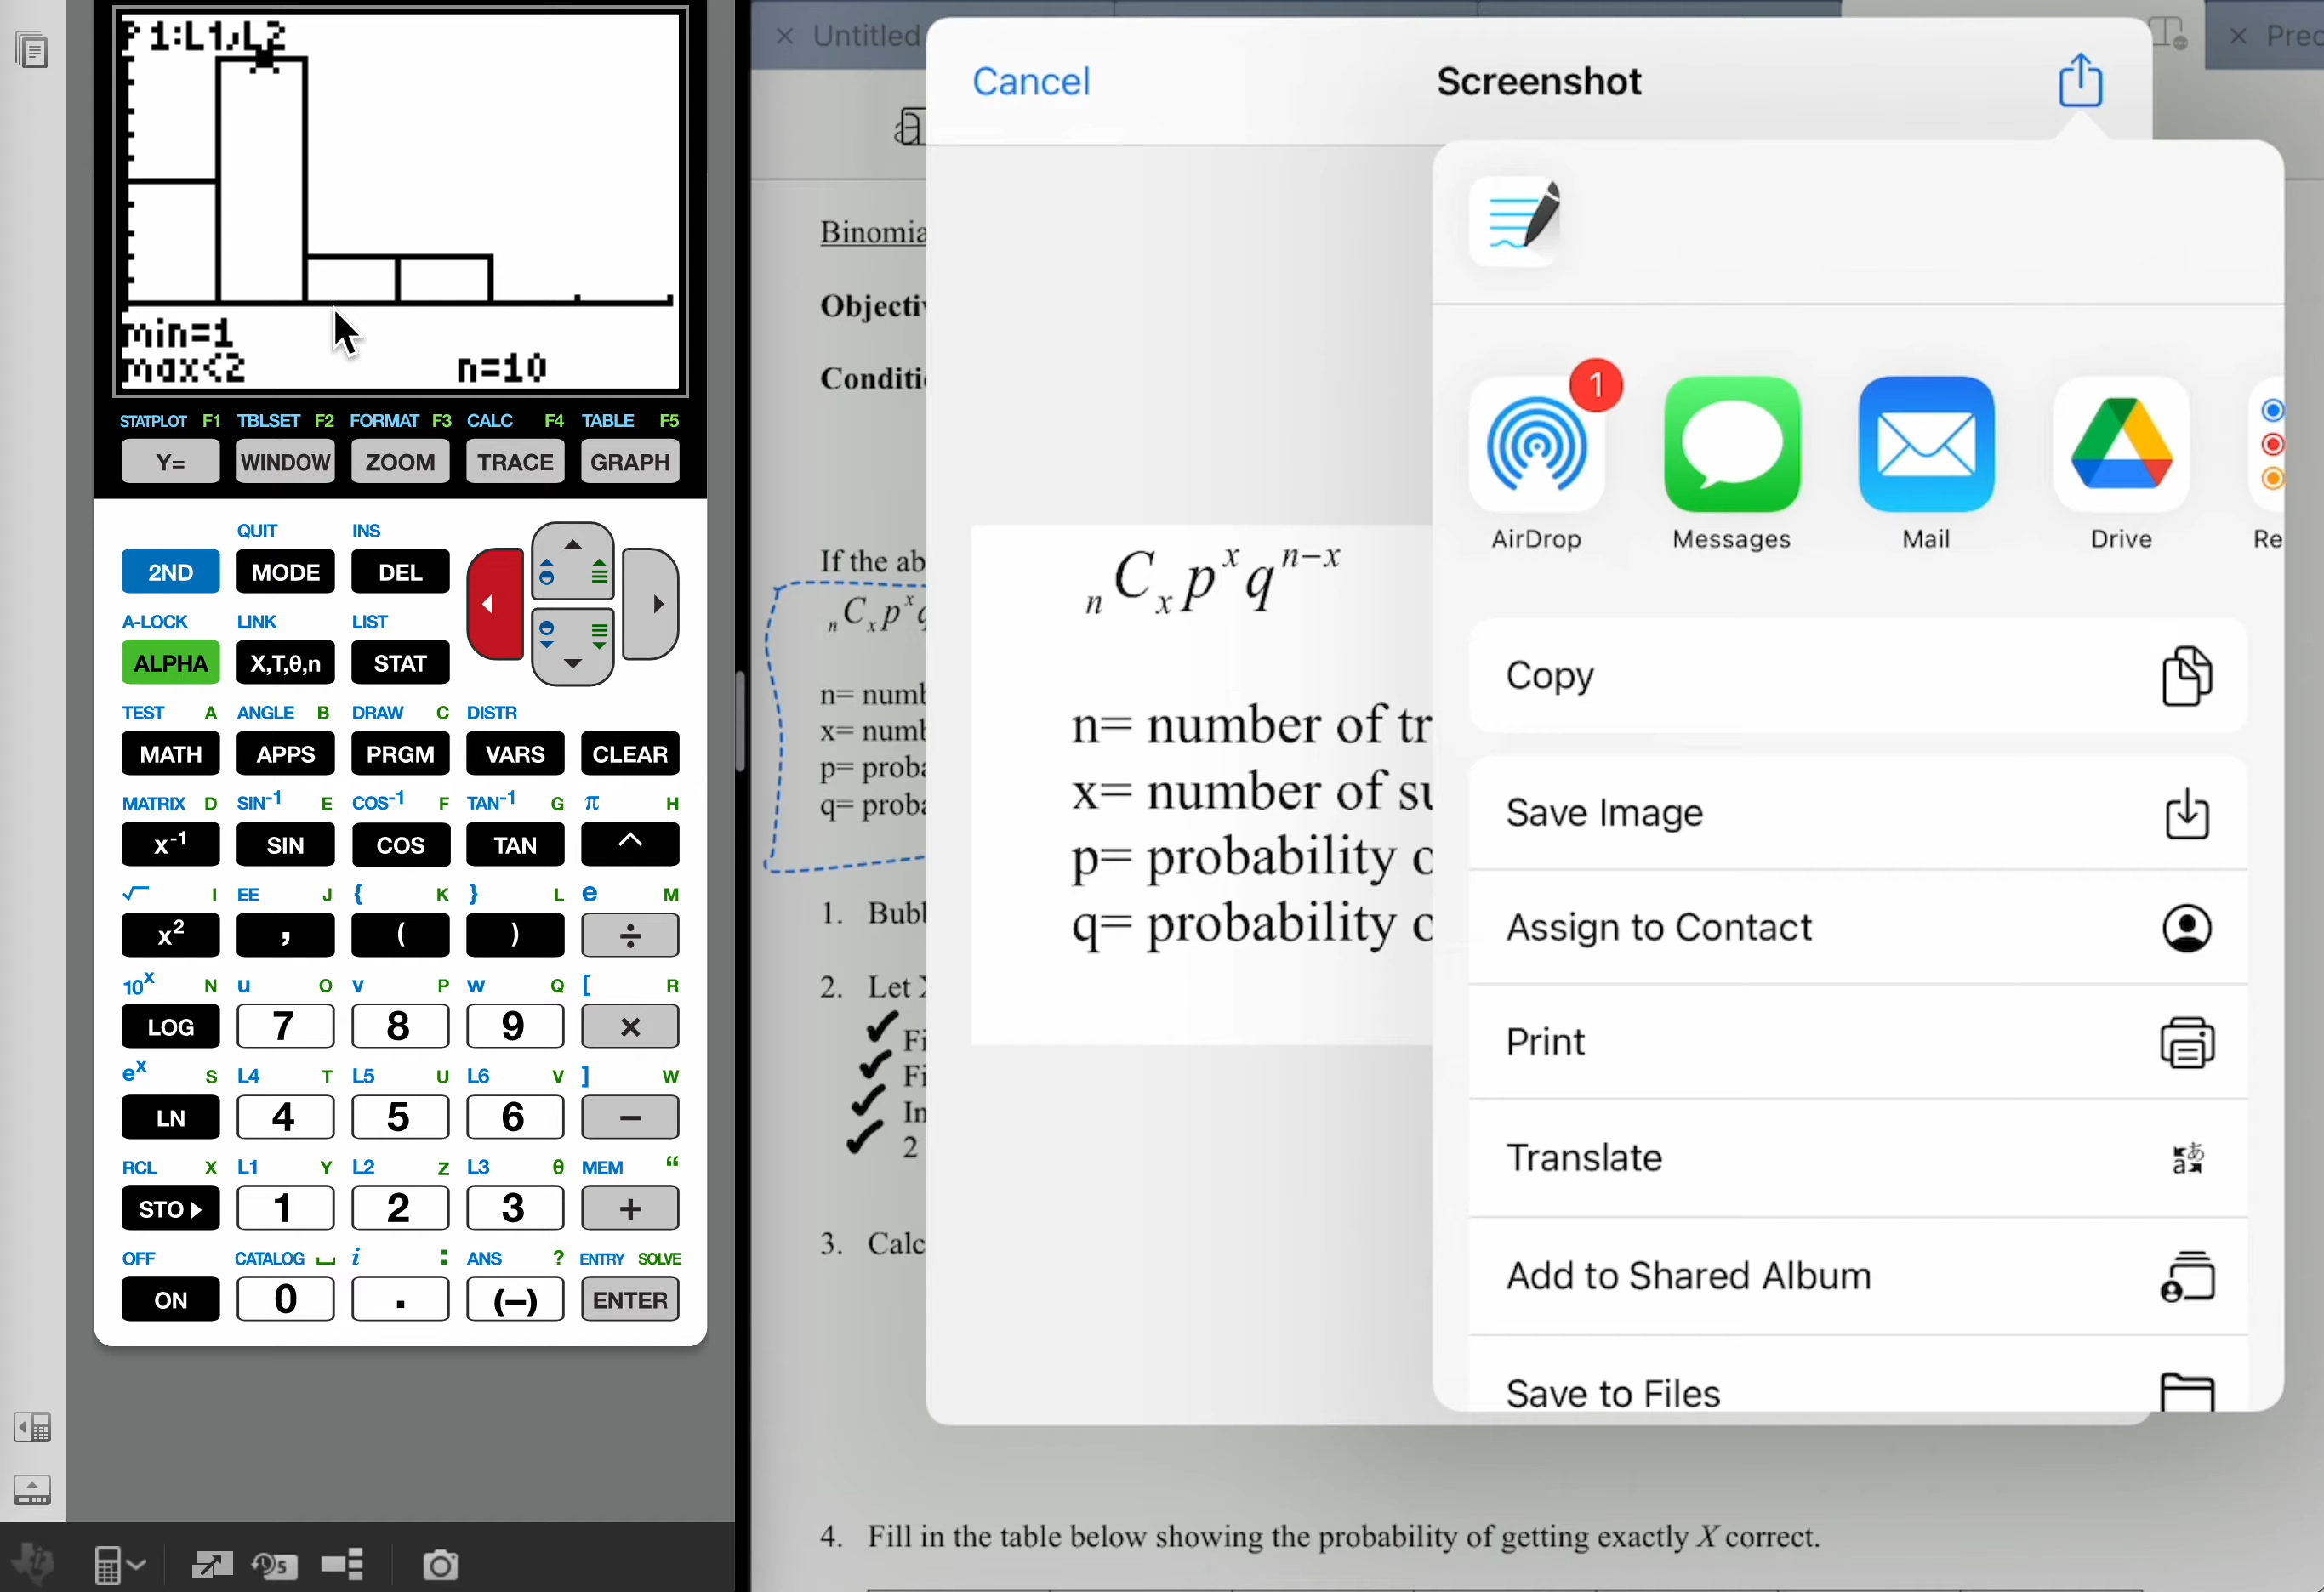 P1:L1,L2
min=1
max<2 n=10
STATPLOT F1 TBLSET F2 FORMAT F3 CALC F4 TABLE F5
Y= WINDOW ZOOM TRACE GRAPH
QUIT INS
2ND MODE DEL
A-LOCK LINK LIST
ALPHA X,T,θ,n STAT
TEST A ANGLE B DRAW C DISTR
MATH APPS PRGM VARS CLEAR
MATRIX D SIN⁻¹ E COS⁻¹ F TAN⁻¹ G π H
x⁻¹ SIN COS TAN ^
√ I EE J { K } L e M
x² , ( ) ÷
10ˣ N u O v P w Q [ R
LOG 7 8 9 ×
eˣ S L4 T L5 U L6 V ] W
LN 4 5 6 −
RCL X L1 Y L2 Z L3 θ MEM “
STO▶ 1 2 3 +
OFF CATALOG ⎵ i : ANS ? ENTRY SOLVE
ON 0 . (–) ENTER
5
× Untitled
× Prec
Binomia
Objectiv
Conditi
If the ab
ₙCₓpˣq
n= numb
x= numb
p= proba
q= proba
1. Bubl
2. Let
✔ Fi
✔ Fi
✔ In
✔ 2
3. Calc
4. Fill in the table below showing the probability of getting exactly X correct.
Cancel Screenshot
ₙCₓpˣqⁿ⁻ˣ
n= number of tr
x= number of su
p= probability o
q= probability o
1
AirDrop Messages Mail Drive Re
Copy
Save Image
Assign to Contact
Print
Translate
Add to Shared Album
Save to Files